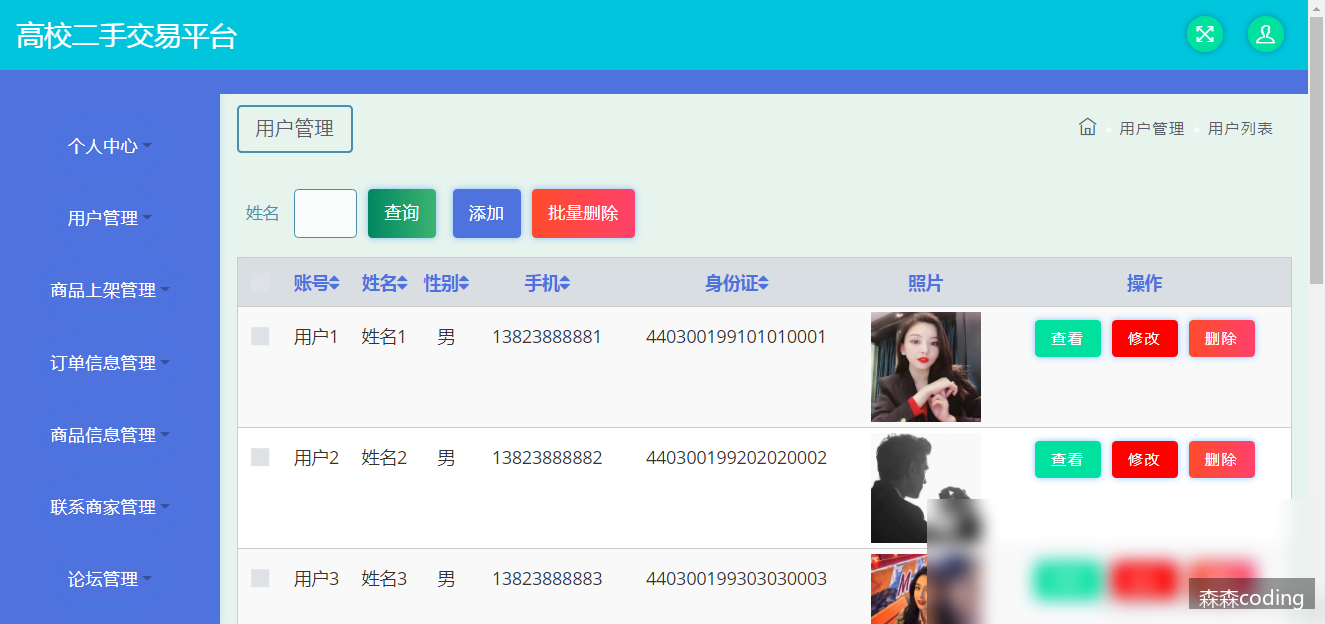 高校二手交易平台
个人中心
用户管理
商品上架管理
订单信息管理
商品信息管理
联系商家管理
论坛管理
用户管理
用户管理 用户列表
姓名 查询 添加 批量删除
账号 姓名 性别 手机 身份证 照片 操作
用户1 姓名1 男 13823888881 440300199101010001 查看 修改 删除
用户2 姓名2 男 13823888882 440300199202020002 查看 修改 删除
用户3 姓名3 男 13823888883 440300199303030003
森森coding